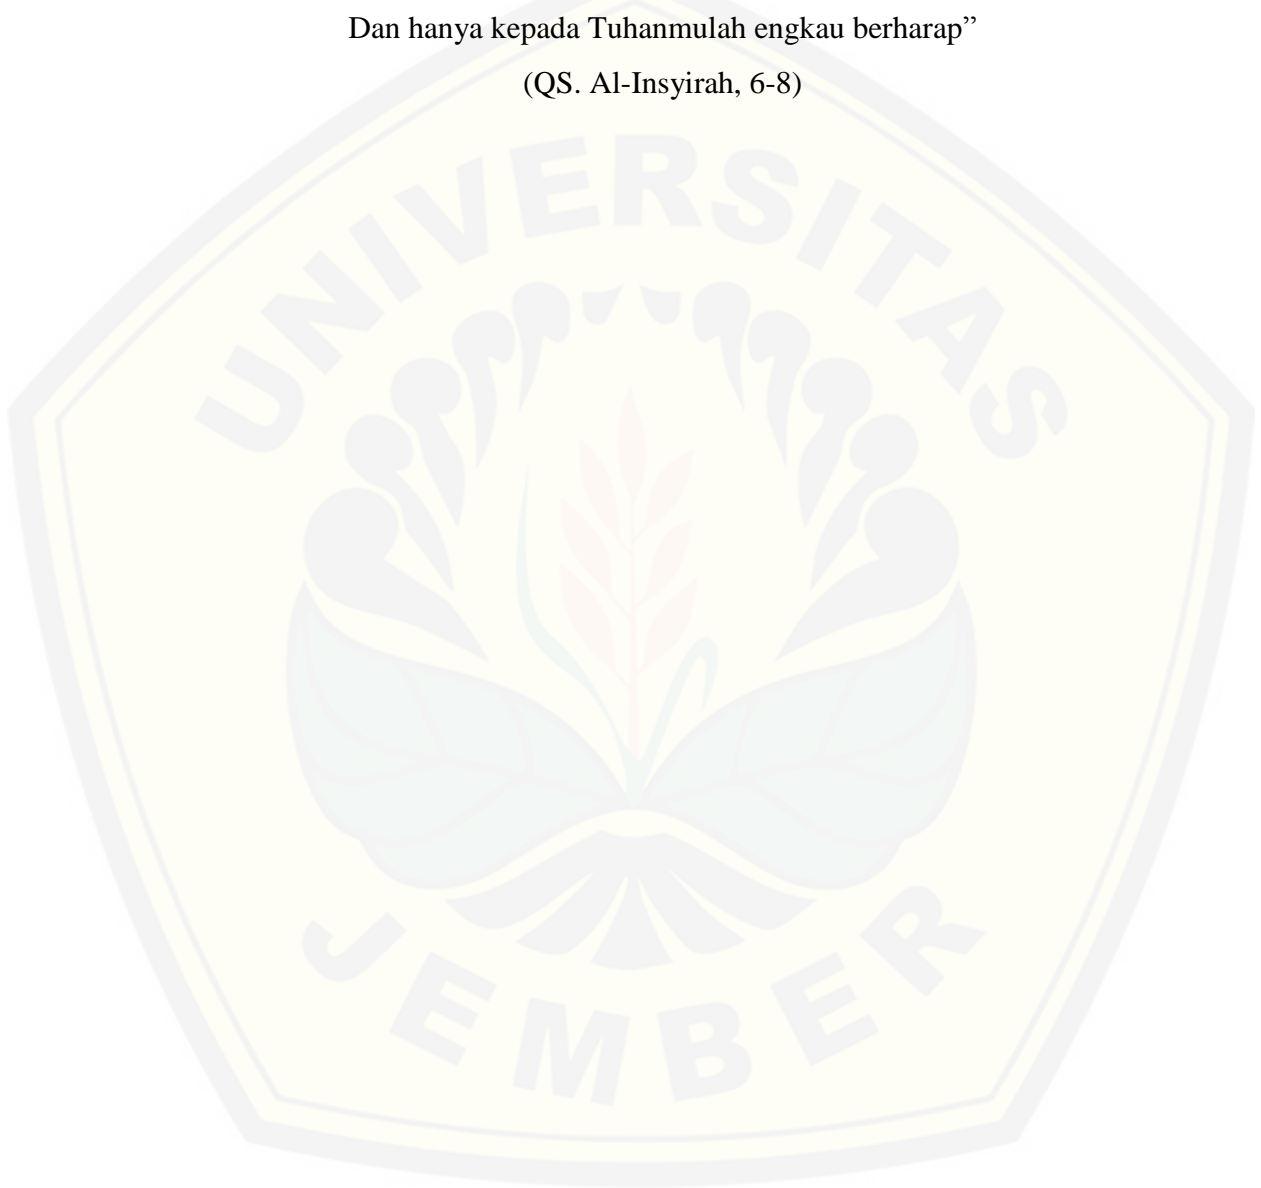 Dan hanya kepada Tuhanmulah engkau berharap”
(QS. Al-Insyirah, 6-8)
UNIVERSITAS
JEMBER